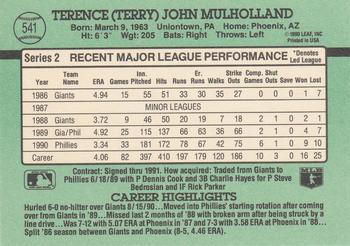 541
TERENCE (TERRY) JOHN MULHOLLAND
Born: March 9, 1963 Uniontown, PA Home: Phoenix, AZ
Ht: 6'3" Wgt: 205 Bats: Right Throws: Left
Series 2 RECENT MAJOR LEAGUE PERFORMANCE *Denotes Led League
©1990 LEAF, INC. PRINTED IN USA
ERA Games Inn Pitched Hits Runs Er. Runs Walks Strike Outs Comp. Games Shut Outs Saves Won Lost
1986 Giants 4.94 15 55 51 33 30 35 27 0 0 0 1 7
1987 MINOR LEAGUES
1988 Giants 3.72 9 46 50 20 19 7 18 2 1 0 2 1
1989 Gia/Phil 4.92 25 115 137 66 63 36 66 2 1 0 4 7
1990 Phillies 3.34 33 181 172 78 67 42 75 6 1 0 9 10
Career 4.06 82 397 410 197 179 120 186 10 3 0 16 25
Contract: Signed thru 1991. How acquired: Traded from Giants to Phillies 6/18/89 with P Dennis Cook and 3B Charlie Hayes for P Steve Bedrosian and IF Rick Parker
CAREER HIGHLIGHTS
Hurled 6-0 no-hitter over Giants 8/15/90...Moved into Phillies' starting rotation after coming over from Giants in '89... Missed last 2 months of '88 with broken arm after being struck by a line drive... Was 7-12 with 5.07 ERA at Phoenix in '87 and 7-3 with 3.58 ERA at Phoenix in '88... Split '86 season between Giants and Phoenix (8-5, 4.46 ERA).